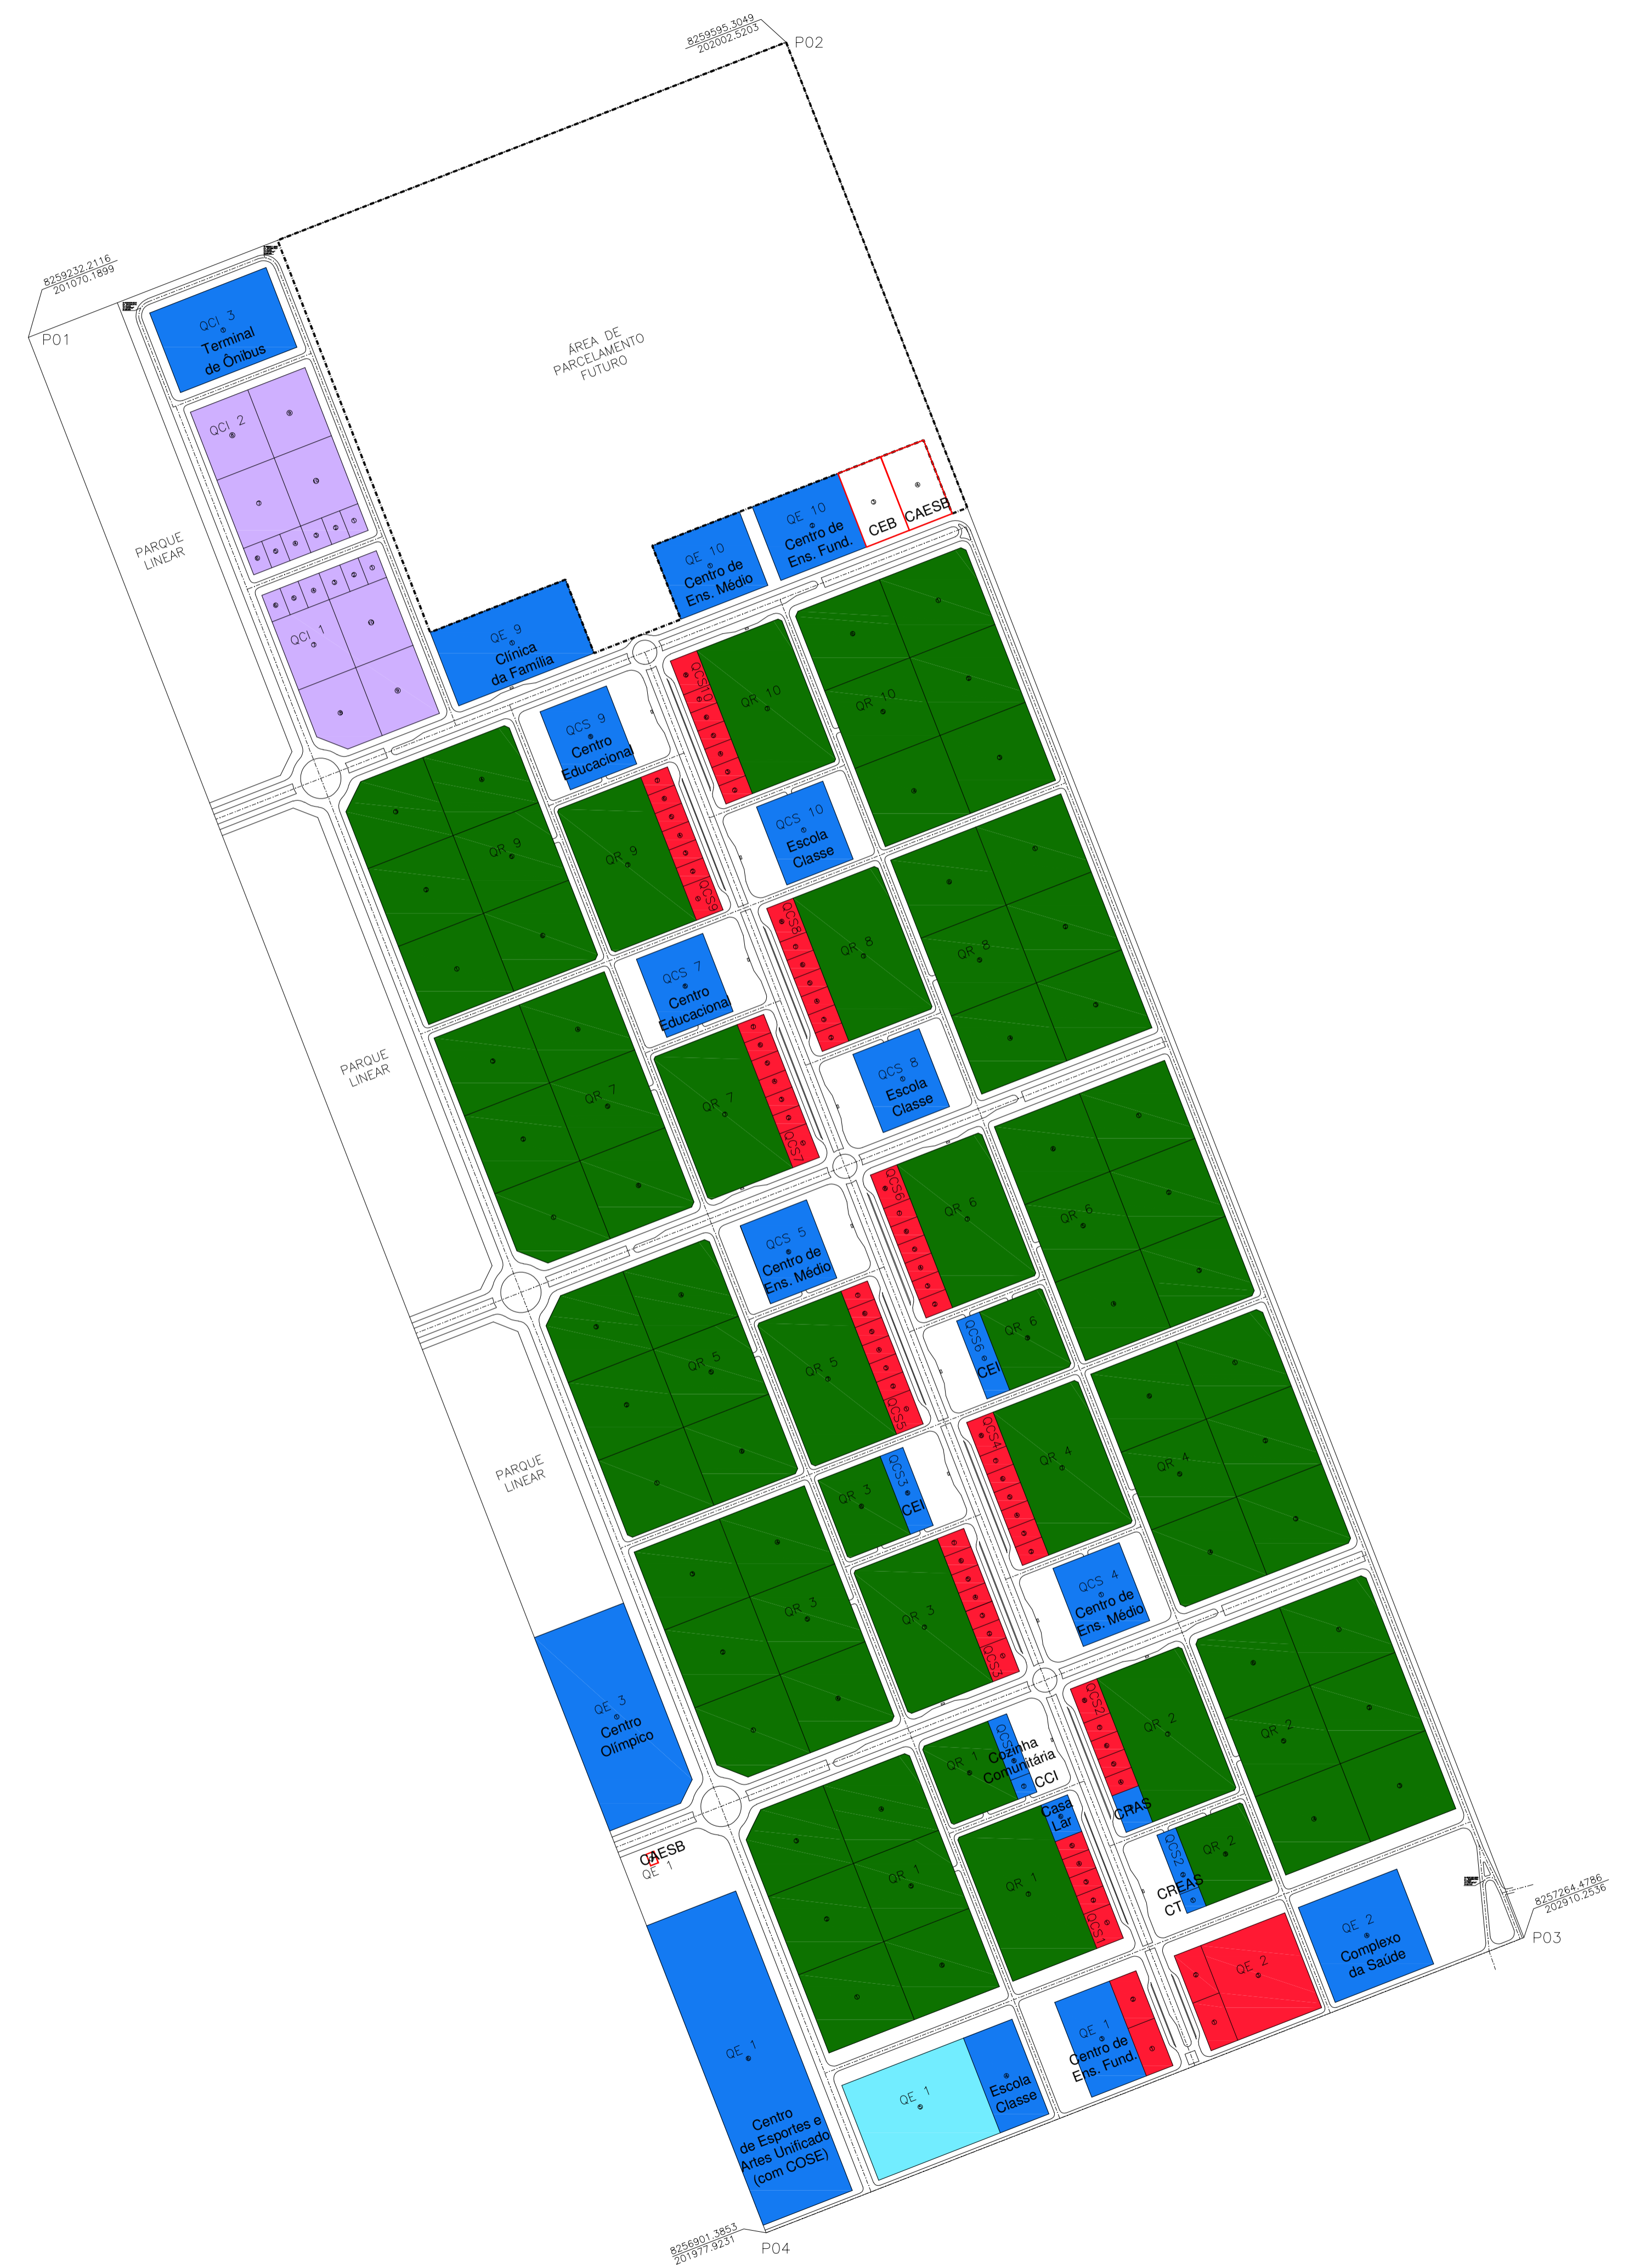 8259595.3049
202002.5203
P02
8259232.2116
201070.1899
P01
QCI 3
Terminal
de Ônibus
ÁREA DE
PARCELAMENTO
FUTURO
QCI 2
PARQUE
LINEAR
QCI 1
CEB
CAESB
QE 10
Centro de
Ens. Fund.
QE 10
Centro de
Ens. Médio
QE 9
Clínica
da Família
QCS10
QR 10
QR 10
QCS 9
Centro
Educacional
QR 9
QR 9
QCS9
QCS 10
Escola
Classe
QCS8
QR 8
QR 8
QCS 7
Centro
Educacional
PARQUE
LINEAR
QR 7
QR 7
QCS7
QCS 8
Escola
Classe
QCS6
QR 6
QR 6
QCS 5
Centro de
Ens. Médio
QR 5
QR 5
QCS5
QCS6
CEI
QR 6
QCS4
QR 4
QR 4
PARQUE
LINEAR
QR 3
QCS3
CEI
QR 3
QR 3
QCS3
QCS 4
Centro de
Ens. Médio
QE 3
Centro
Olímpico
QCS2
QR 2
QR 2
CRAS
QR 1
Cozinha
Comunitária
CCI
Casa
Lar
CAESB
QE 1
QR 1
QR 1
QCS1
QCS2
QR 2
CREAS
CT
8257264.4786
202910.2536
P03
QE 2
Complexo
da Saúde
QE 2
QE 1
Centro de
Ens. Fund.
QE 1
Escola
Classe
QE 1
Centro
de Esportes e
Artes Unificado
(com COSE)
8256901.3853
201977.9231
P04